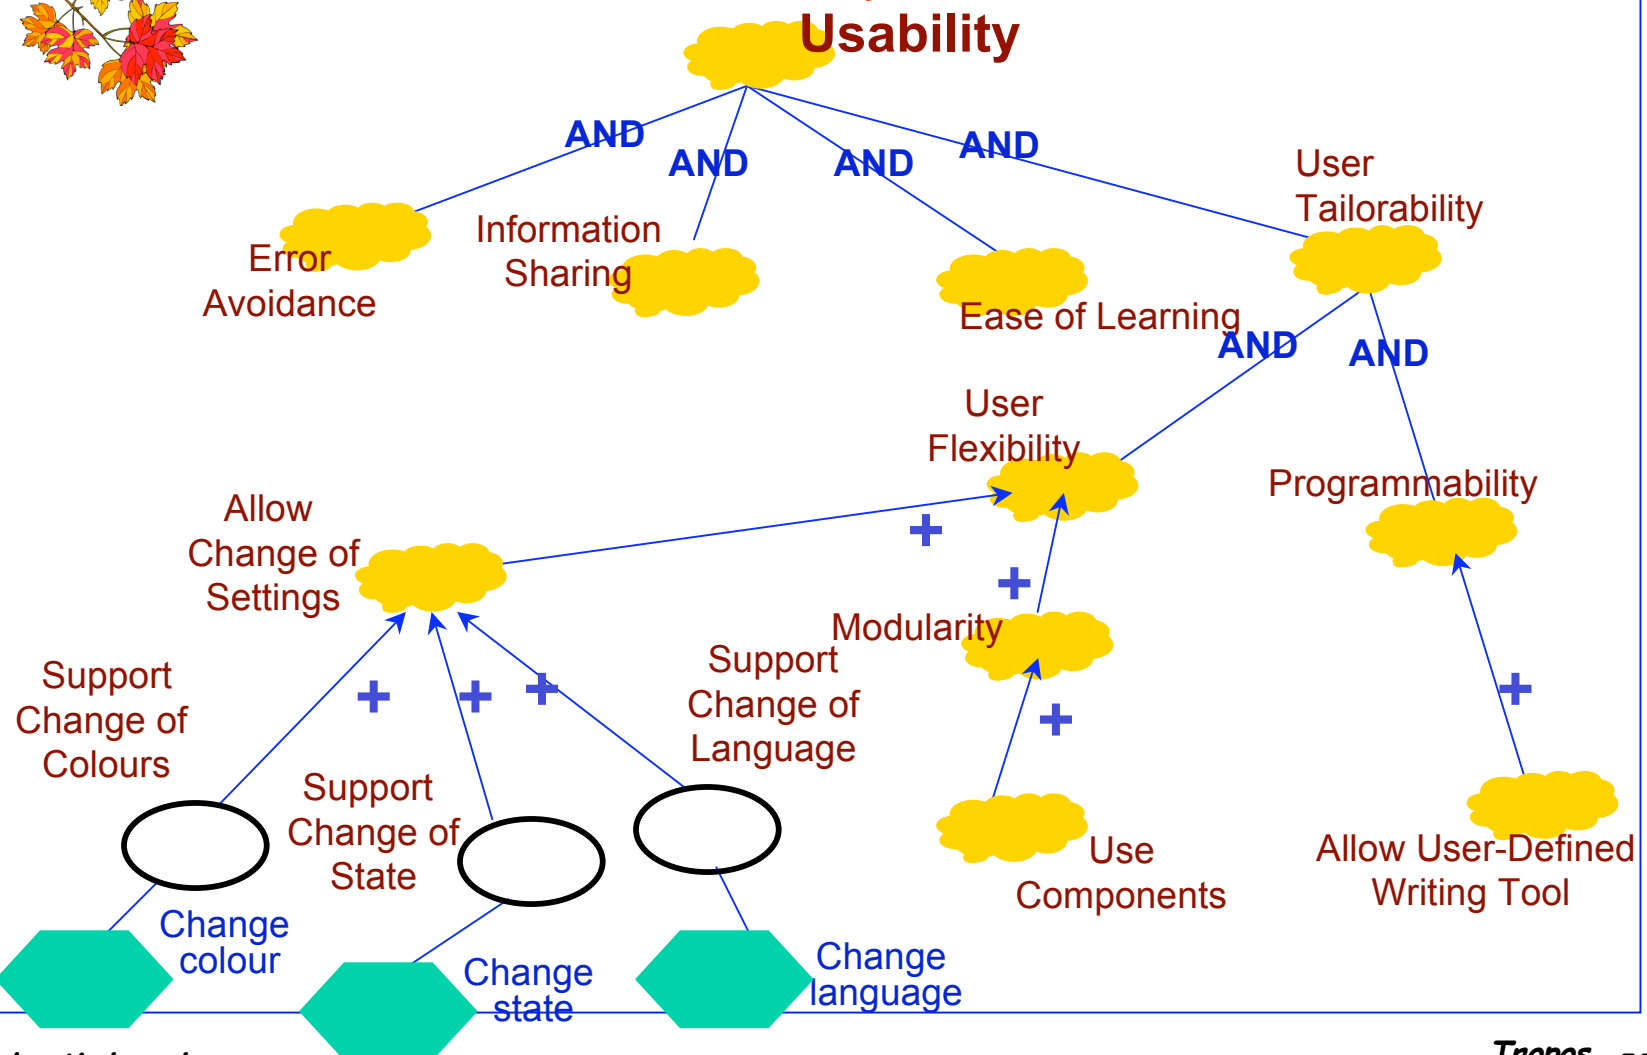 Usability
AND
AND
AND
AND
User
Tailorability
Information
Sharing
Error
Avoidance
Ease of Learning
AND
AND
User
Flexibility
Programmability
Allow
Change of
Settings
+
+
Modularity
Support
Change of
Language
Support
Change of
Colours
+
+
+
+
+
Support
Change of
State
Use
Components
Allow User-Defined
Writing Tool
Change
colour
Change
state
Change
language
Tropos